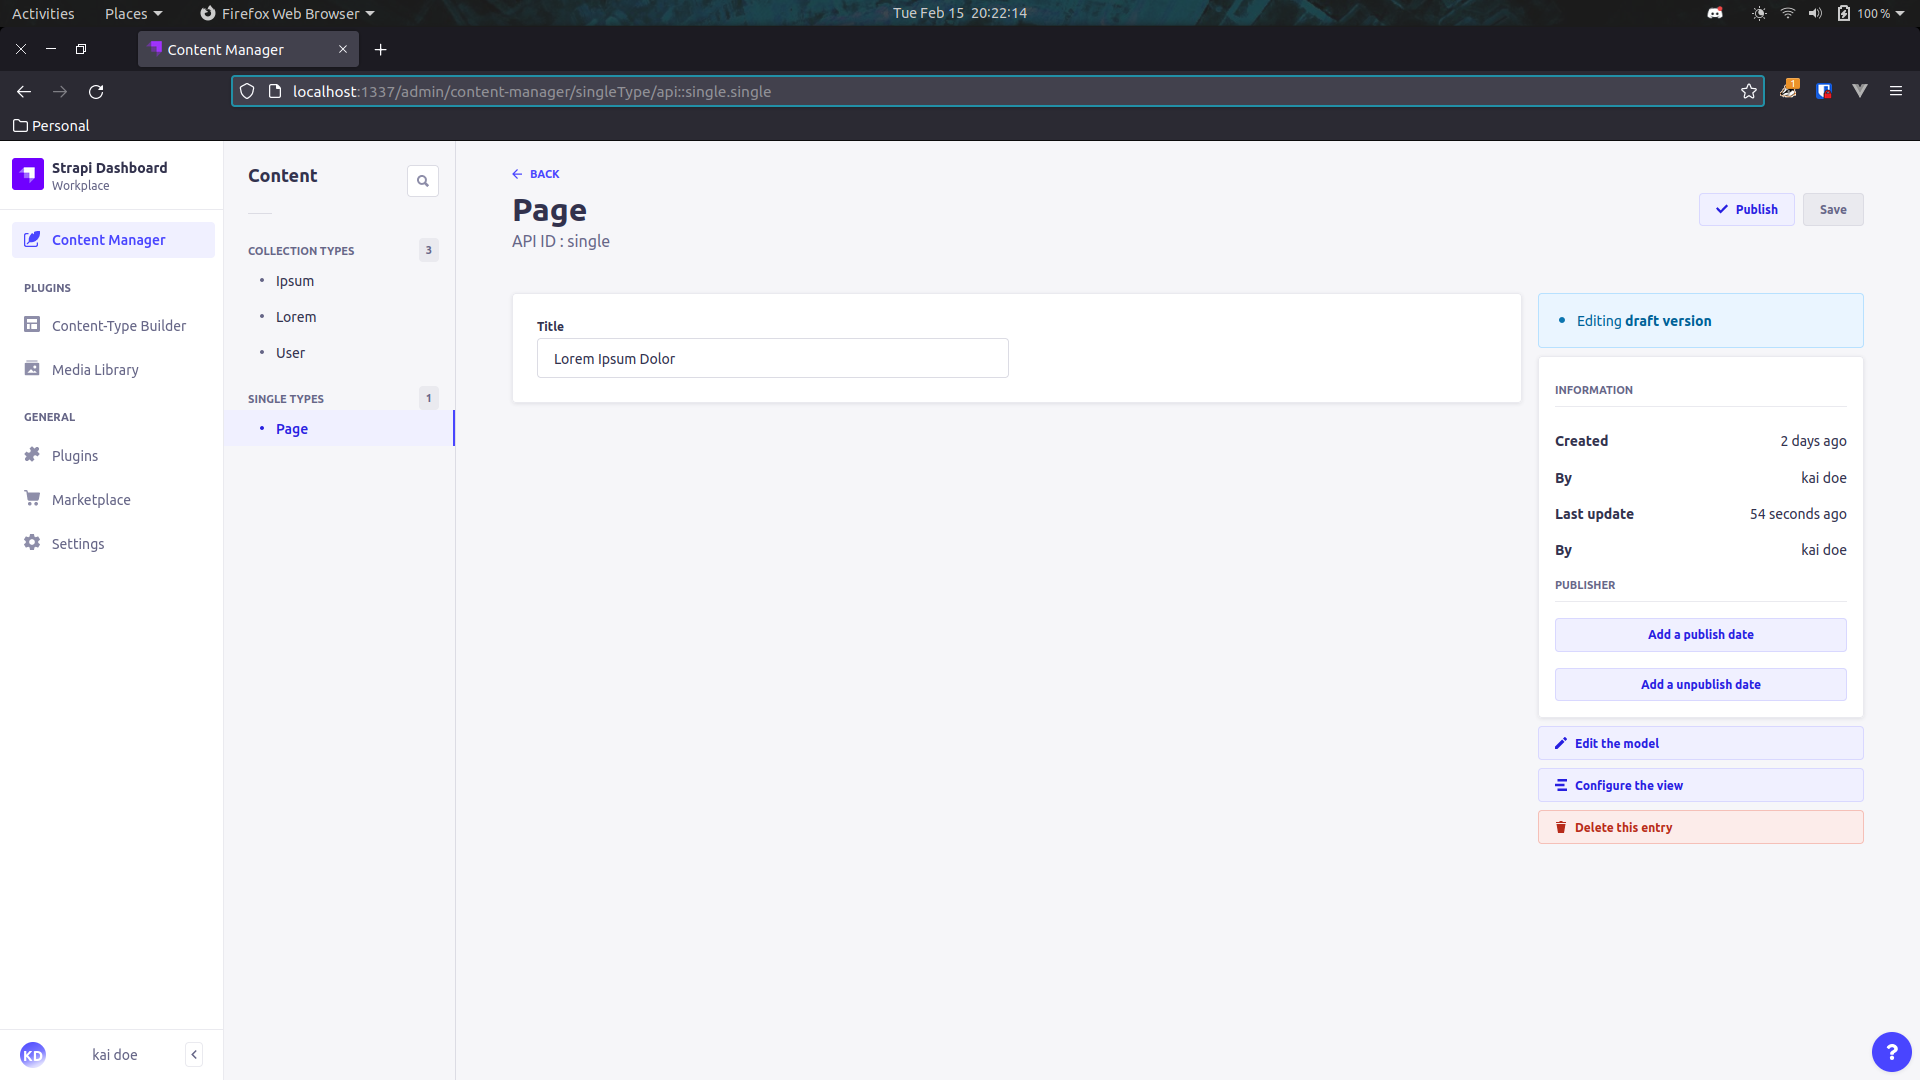 Activities
Places
Firefox Web Browser
Tue Feb 15 20:22:14
100 %
Content Manager
localhost:1337/admin/content-manager/singleType/api::single.single
1
Personal
Strapi Dashboard
Workplace
Content Manager
PLUGINS
Content-Type Builder
Media Library
GENERAL
Plugins
Marketplace
Settings
KD
kai doe
Content
COLLECTION TYPES
3
Ipsum
Lorem
User
SINGLE TYPES
1
Page
BACK
Page
API ID : single
Publish
Save
Title
Lorem Ipsum Dolor
Editing draft version
INFORMATION
Created
2 days ago
By
kai doe
Last update
54 seconds ago
By
kai doe
PUBLISHER
Add a publish date
Add a unpublish date
Edit the model
Configure the view
Delete this entry
?